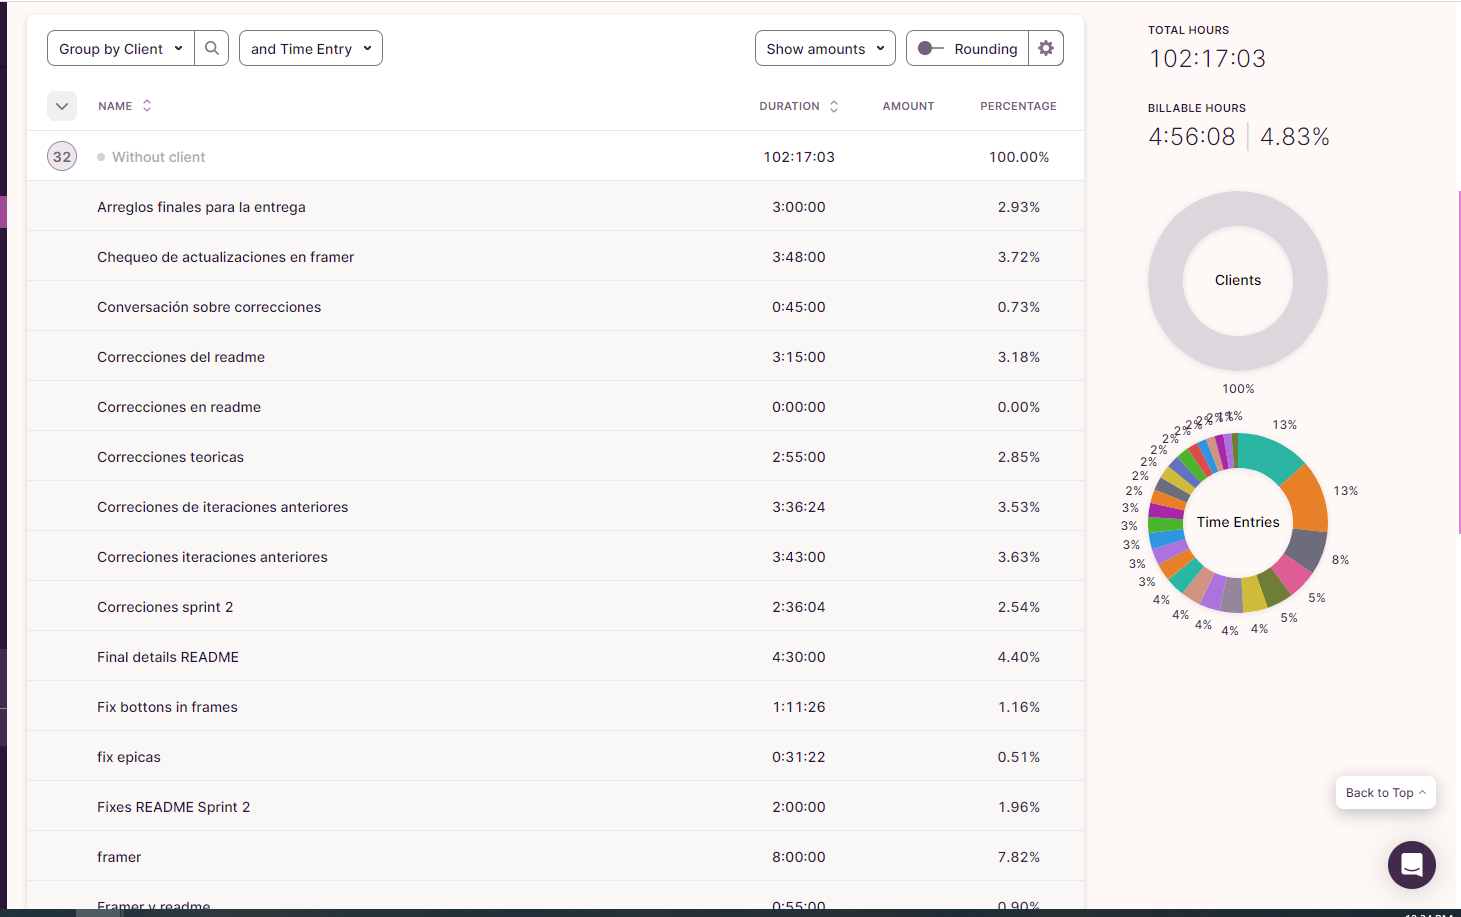 Group by Client
and Time Entry
Show amounts
Rounding
NAME DURATION AMOUNT PERCENTAGE
32 Without client 102:17:03 100.00%
Arreglos finales para la entrega 3:00:00 2.93%
Chequeo de actualizaciones en framer 3:48:00 3.72%
Conversación sobre correcciones 0:45:00 0.73%
Correcciones del readme 3:15:00 3.18%
Correcciones en readme 0:00:00 0.00%
Correcciones teoricas 2:55:00 2.85%
Correciones de iteraciones anteriores 3:36:24 3.53%
Correciones iteraciones anteriores 3:43:00 3.63%
Correciones sprint 2 2:36:04 2.54%
Final details README 4:30:00 4.40%
Fix bottons in frames 1:11:26 1.16%
fix epicas 0:31:22 0.51%
Fixes README Sprint 2 2:00:00 1.96%
framer 8:00:00 7.82%
Framer y readme 0:55:00 0.90%
TOTAL HOURS
102:17:03
BILLABLE HOURS
4:56:08 4.83%
Clients
100%
Time Entries
13%
13%
8%
5%
5%
4%
4%
4%
4%
4%
3%
3%
3%
3%
3%
2%
2%
2%
2%
2%
2%
2%
2%
2%
1%
1%
Back to Top